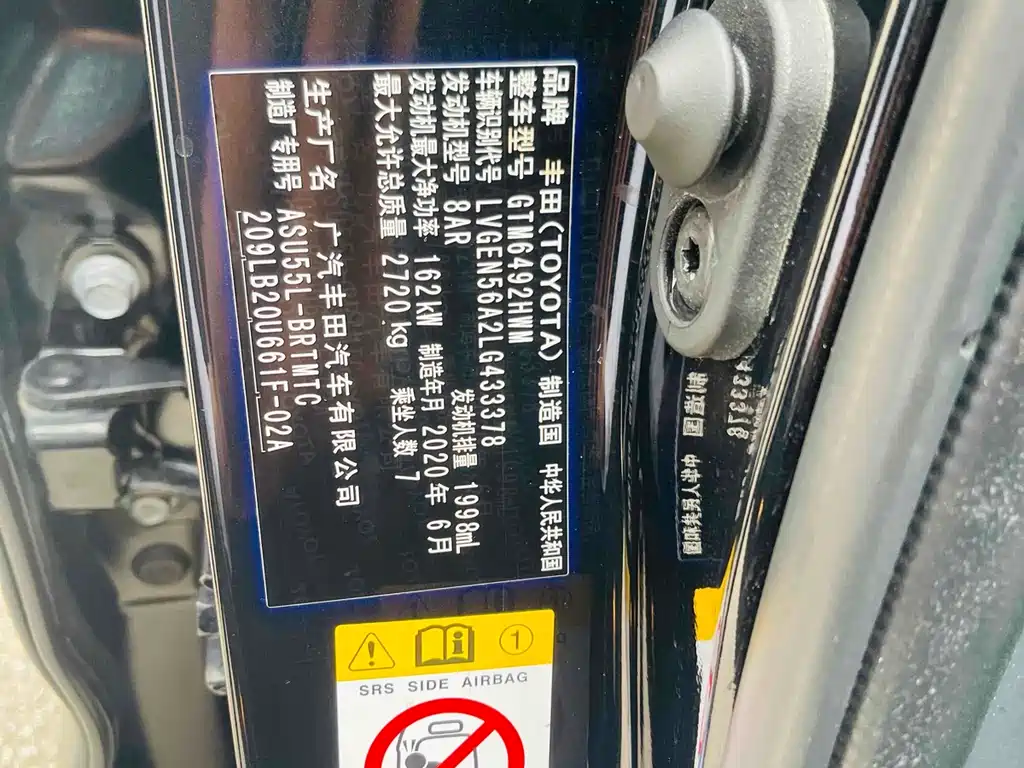 品牌 丰田(TOYOTA) 制造国 中华人民共和国
整车型号 GTM6492HWM
车辆识别代号 LVGEN56A2LG433378
发动机型号 8AR 发动机排量 1998mL
发动机最大净功率 162kW 制造年月 2020年 6月
最大允许总质量 2720kg 乘坐人数 7
生产厂名 广汽丰田汽车有限公司
制造厂专用号 ASU55L-BRTMTC
209LB20U661F-02A
1
SRS SIDE AIRBAG